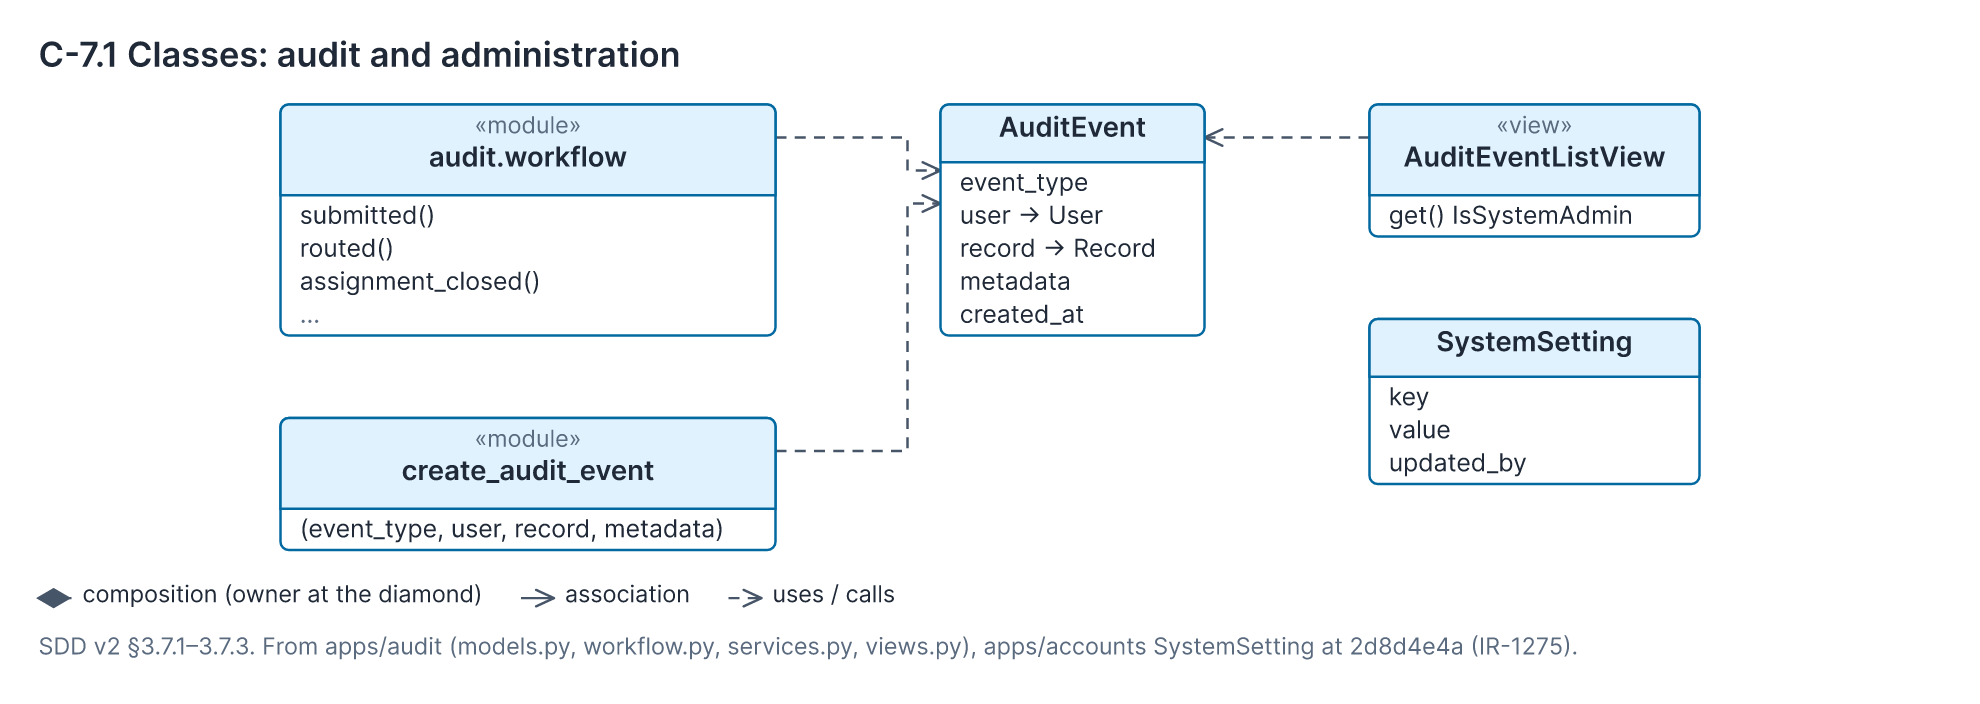 C-7.1 Classes: audit and administration
«module»
audit.workflow
submitted()
routed()
assignment_closed()
...
«module»
create_audit_event
(event_type, user, record, metadata)
AuditEvent
event_type
user → User
record → Record
metadata
created_at
«view»
AuditEventListView
get() IsSystemAdmin
SystemSetting
key
value
updated_by
composition (owner at the diamond)
association
uses / calls
SDD v2 §3.7.1–3.7.3. From apps/audit (models.py, workflow.py, services.py, views.py), apps/accounts SystemSetting at 2d8d4e4a (IR-1275).